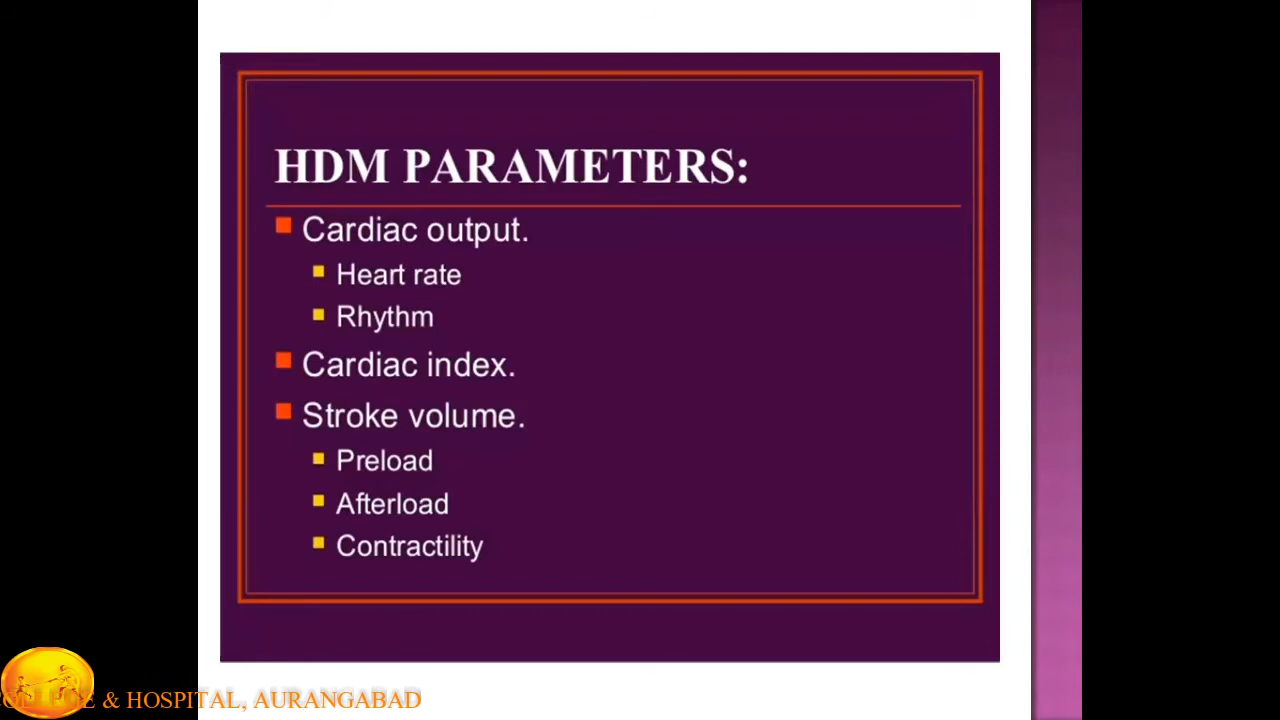 HDM PARAMETERS:
Cardiac output.
Heart rate
Rhythm
Cardiac index.
Stroke volume.
Preload
Afterload
Contractility
& HOSPITAL, AURANGABAD